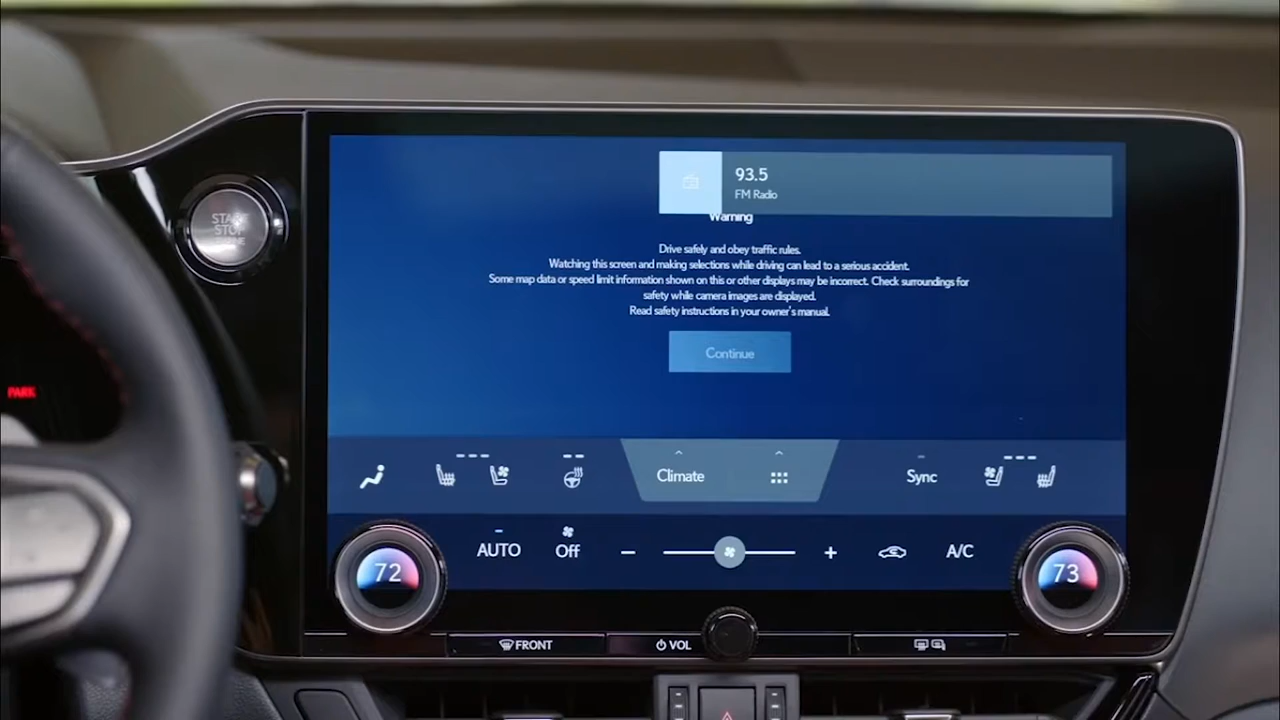 93.5
FM Radio
Warning
START
STOP
ENGINE
Drive safely and obey traffic rules.
Watching this screen and making selections while driving can lead to a serious accident.
Some map data or speed limit information shown on this or other displays may be incorrect. Check surroundings for
safety while camera images are displayed.
Read safety instructions in your owner's manual.
Continue
PARK
Climate
Sync
AUTO
Off
A/C
72
73
FRONT
VOL